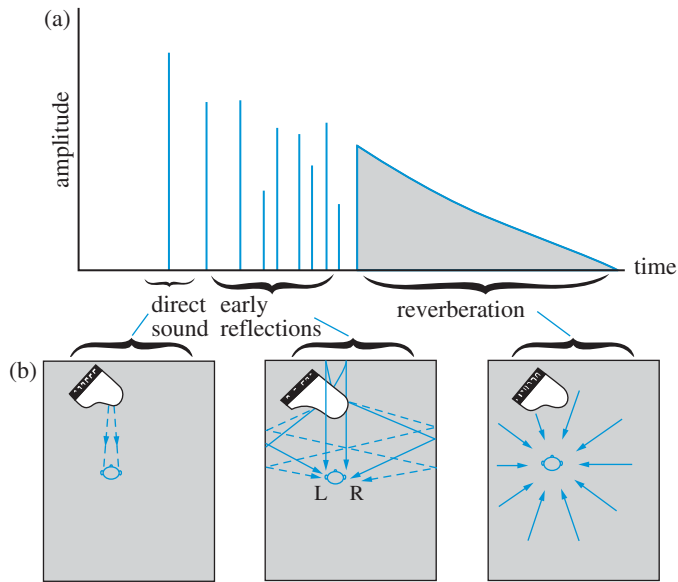 (a)
amplitude
time
direct
sound
early
reflections
reverberation
(b)
L R